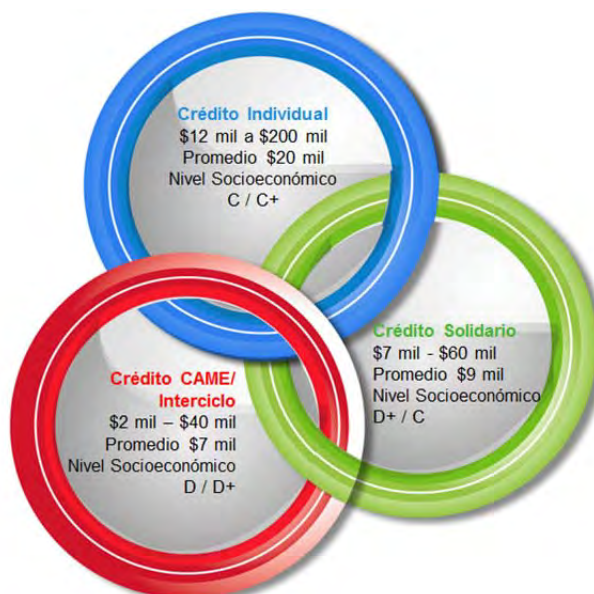 Crédito Individual
$12 mil a $200 mil
Promedio $20 mil
Nivel Socioeconómico
C / C+
Crédito Solidario
$7 mil - $60 mil
Promedio $9 mil
Nivel Socioeconómico
D+ / C
Crédito CAME/
Interciclo
$2 mil – $40 mil
Promedio $7 mil
Nivel Socioeconómico
D / D+